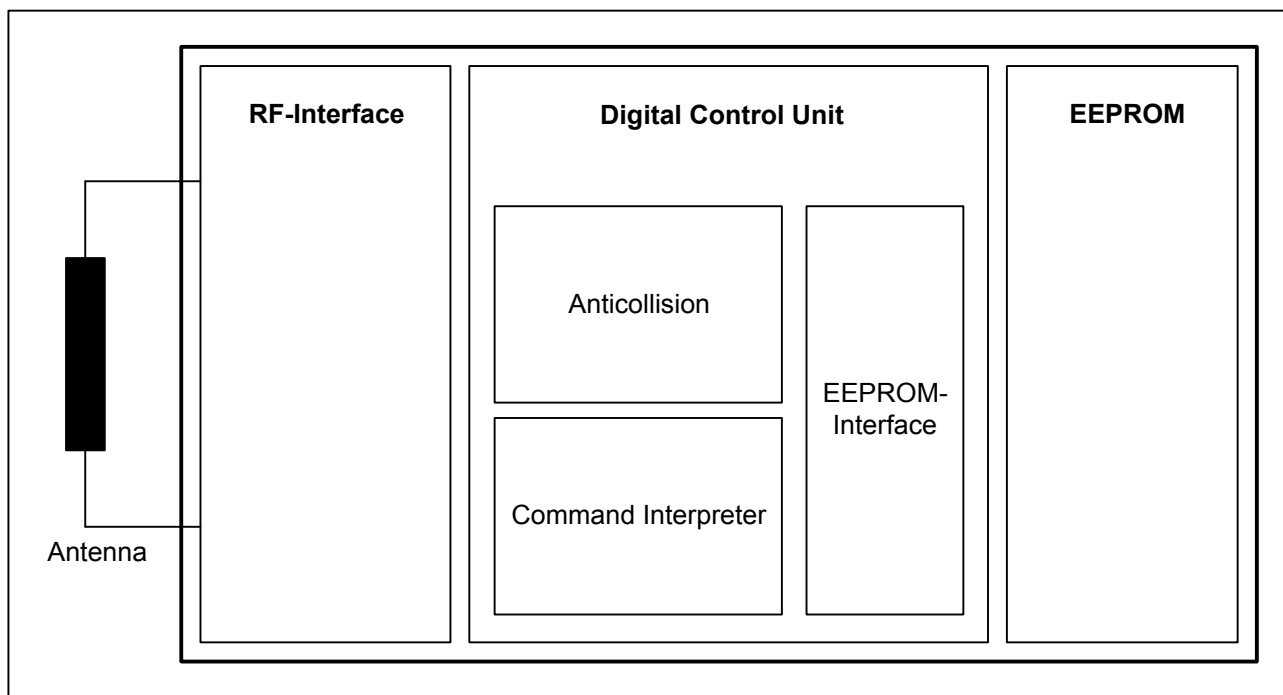 RF-Interface
Digital Control Unit
EEPROM
Anticollision
EEPROM-
Interface
Command Interpreter
Antenna